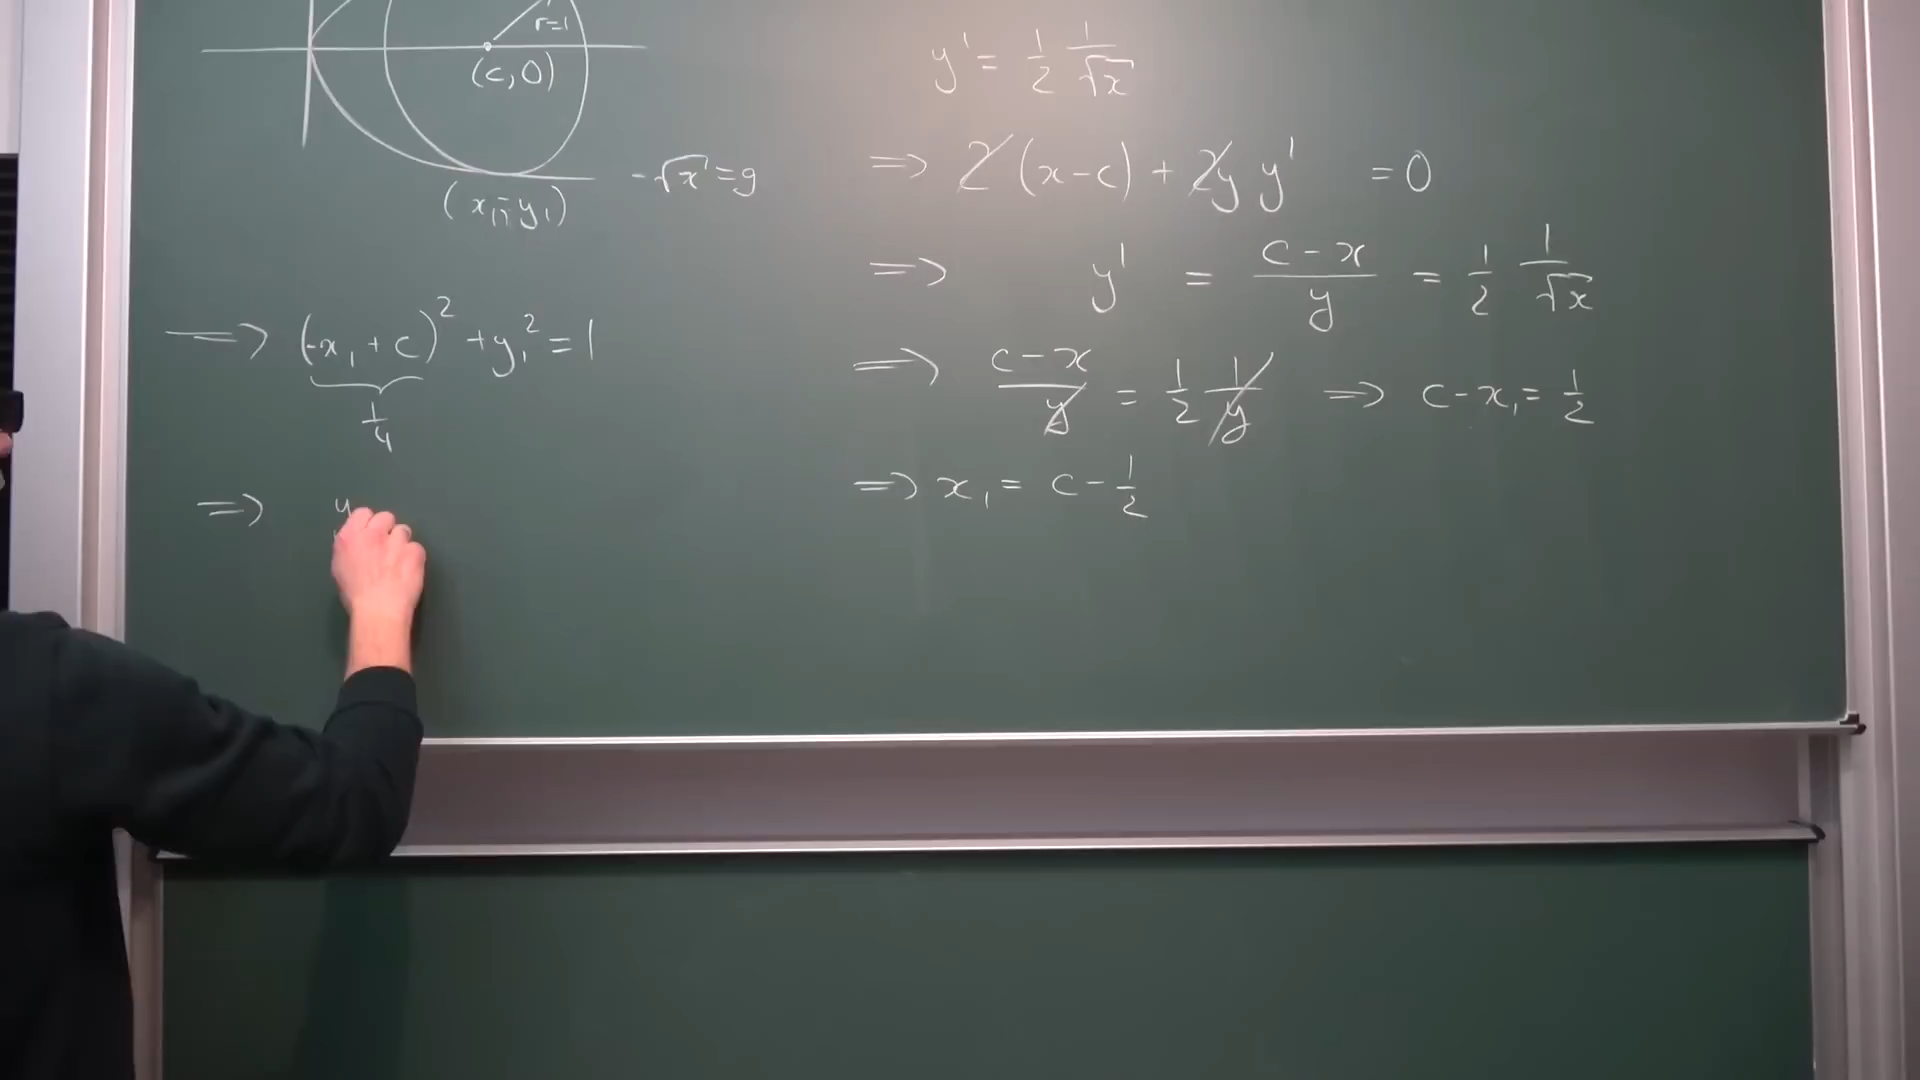 r=1
(c, 0)
-√x = y
(x₁, -y₁)
⇒ (-x₁ + c)² + y₁² = 1
1/4
⇒ y
y' = 1/2 1/√x
⇒ 2(x-c) + 2y y' = 0
⇒ y' = (c-x)/y = 1/2 1/√x
⇒ (c-x)/y = 1/2 1/y ⇒ c-x₁ = 1/2
⇒ x₁ = c - 1/2